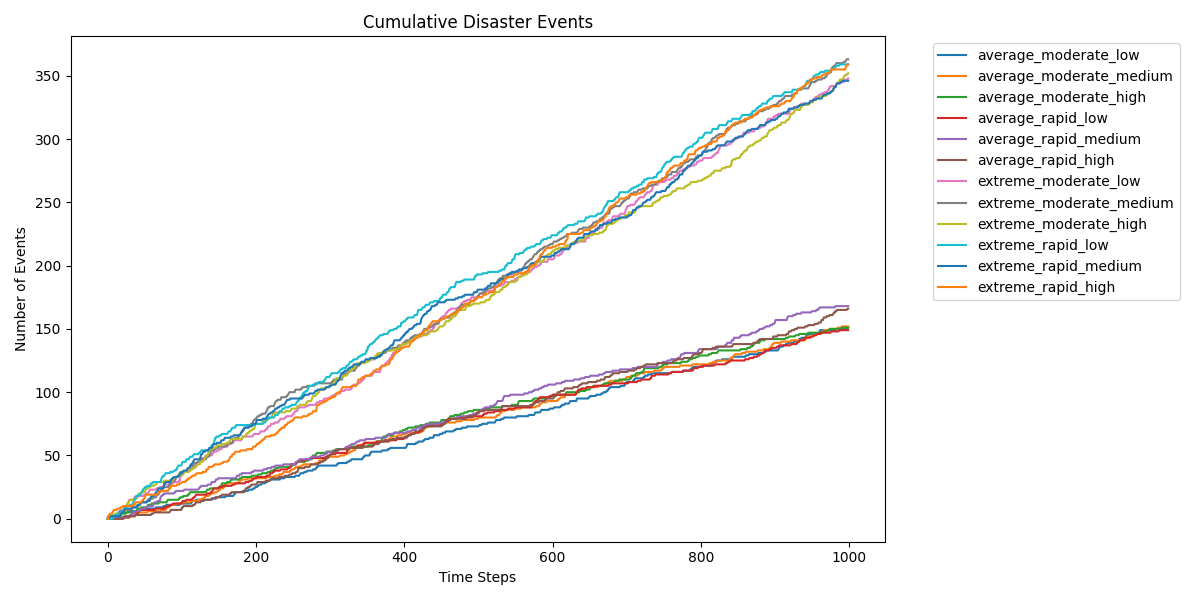 Cumulative Disaster Events
Number of Events
350
300
250
200
150
100
50
0
0 200 400 600 800 1000
Time Steps
average_moderate_low
average_moderate_medium
average_moderate_high
average_rapid_low
average_rapid_medium
average_rapid_high
extreme_moderate_low
extreme_moderate_medium
extreme_moderate_high
extreme_rapid_low
extreme_rapid_medium
extreme_rapid_high